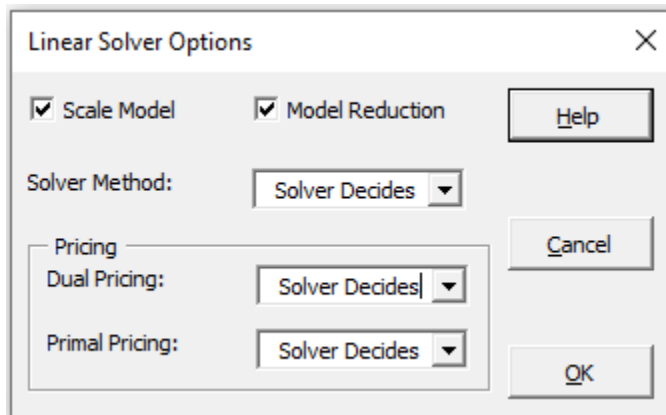 Linear Solver Options
Scale Model
Model Reduction
Help
Solver Method:
Solver Decides
Cancel
Pricing
Dual Pricing:
Solver Decides
Primal Pricing:
Solver Decides
OK